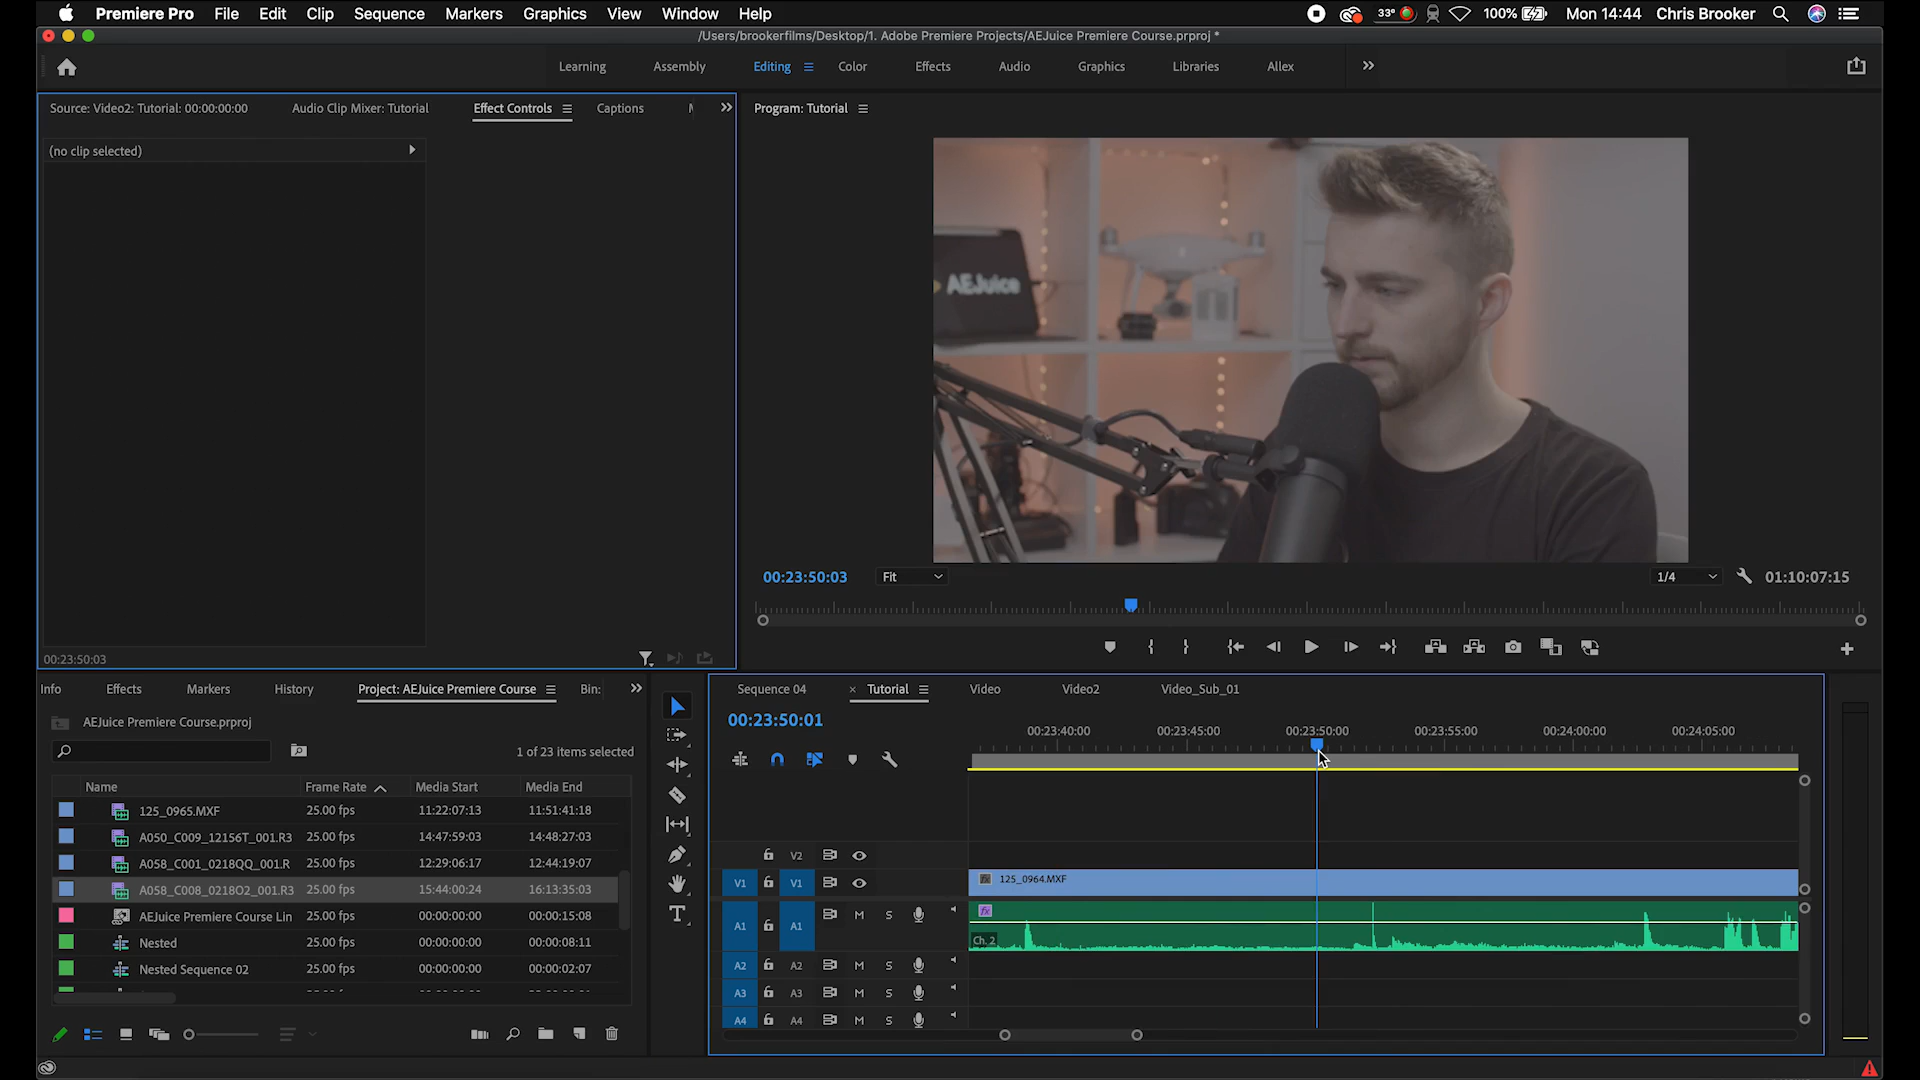 Premiere Pro File Edit Clip Sequence Markers Graphics View Window Help 33° 100% Mon 14:44 Chris Brooker
/Users/brookerfilms/Desktop/1. Adobe Premiere Projects/AEJuice Premiere Course.prproj *
Learning Assembly Editing Color Effects Audio Graphics Libraries Allex
Source: Video2: Tutorial: 00:00:00:00 Audio Clip Mixer: Tutorial Effect Controls Captions
Program: Tutorial
(no clip selected)
AEJuice
00:23:50:03 Fit 1/4 01:10:07:15
00:23:50:03
Info Effects Markers History Project: AEJuice Premiere Course Bin:
AEJuice Premiere Course.prproj
1 of 23 items selected
Name Frame Rate Media Start Media End
125_0965.MXF 25.00 fps 11:22:07:13 11:51:41:18
A050_C009_12156T_001.R3 25.00 fps 14:47:59:03 14:48:27:03
A058_C001_0218QQ_001.R 25.00 fps 12:29:06:17 12:44:19:07
A058_C008_0218O2_001.R3 25.00 fps 15:44:00:24 16:13:35:03
AEJuice Premiere Course Lin 25.00 fps 00:00:00:00 00:00:15:08
Nested 25.00 fps 00:00:00:00 00:00:08:11
Nested Sequence 02 25.00 fps 00:00:00:00 00:00:02:07
T
Sequence 04 × Tutorial Video Video2 Video_Sub_01
00:23:50:01
00:23:40:00 00:23:45:00 00:23:50:00 00:23:55:00 00:24:00:00 00:24:05:00
V2
V1 V1 125_0964.MXF
A1 A1 M S fx
Ch. 2
A2 A2 M S
A3 A3 M S
A4 A4 M S